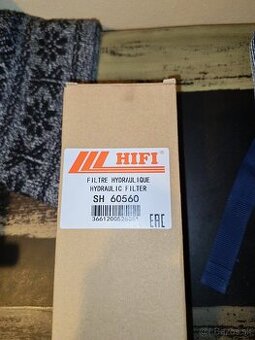 HIFI
FILTRE HYDRAULIQUE
HYDRAULIC FILTER
SH 60560
EAC